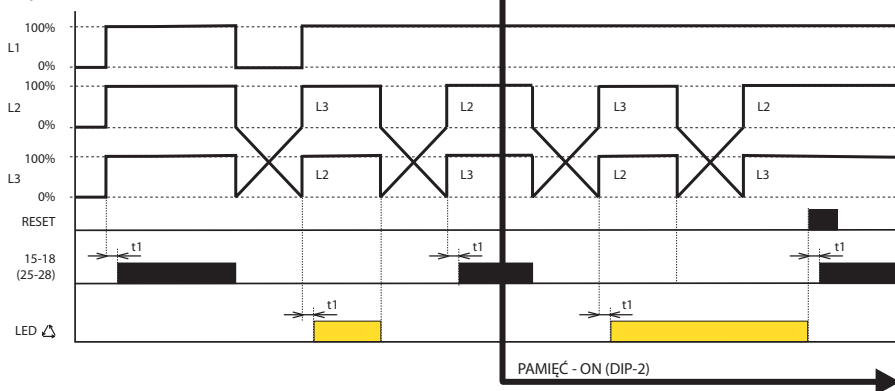 100%
L1
0%
100%
L2
L3
L2
L3
L2
0%
100%
L3
L2
L3
L2
L3
0%
RESET
t1
t1
t1
15-18
(25-28)
t1
t1
LED
PAMIĘĆ - ON (DIP-2)